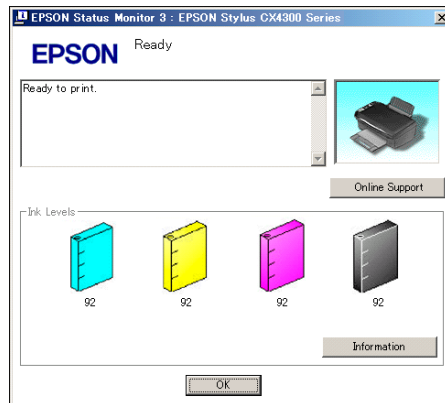 EPSON Status Monitor 3 : EPSON Stylus CX4300 Series
EPSON
Ready
Ready to print.
Online Support
Ink Levels
92
92
92
92
Information
OK